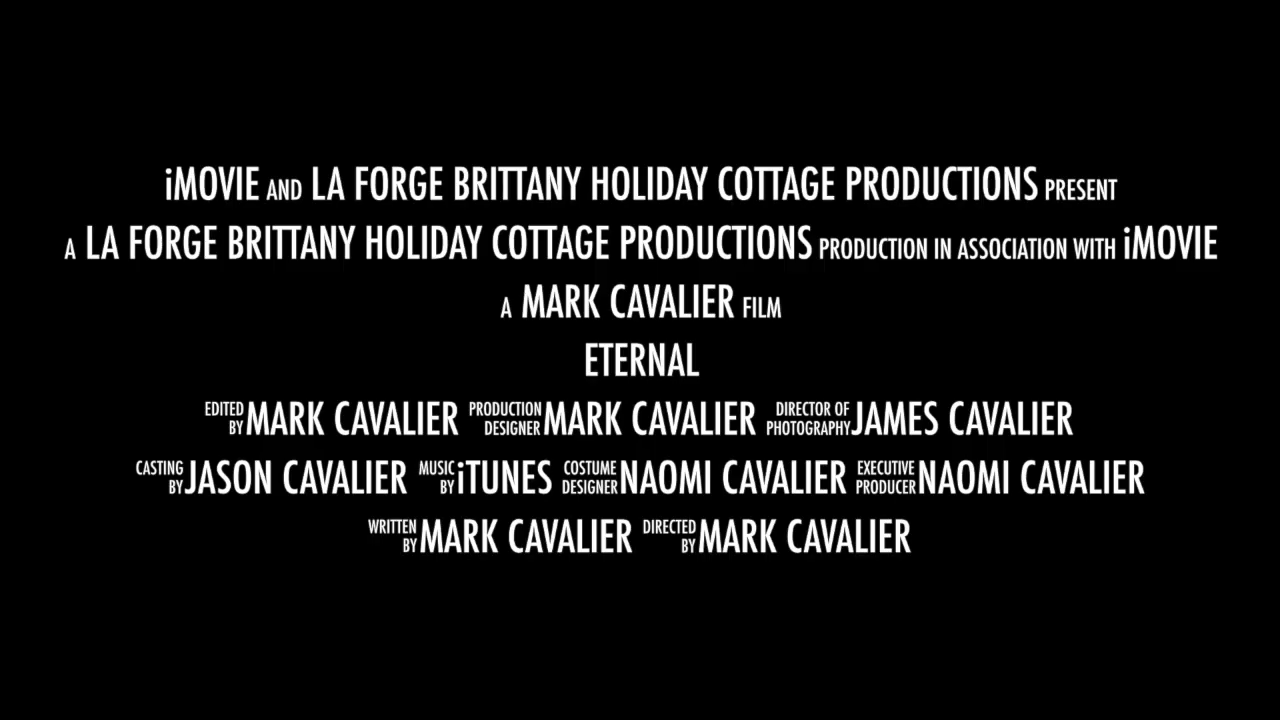 iMOVIE AND LA FORGE BRITTANY HOLIDAY COTTAGE PRODUCTIONS PRESENT
A LA FORGE BRITTANY HOLIDAY COTTAGE PRODUCTIONS PRODUCTION IN ASSOCIATION WITH iMOVIE
A MARK CAVALIER FILM
ETERNAL
EDITED BY MARK CAVALIER PRODUCTION DESIGNER MARK CAVALIER DIRECTOR OF PHOTOGRAPHY JAMES CAVALIER
CASTING BY JASON CAVALIER MUSIC BY iTUNES COSTUME DESIGNER NAOMI CAVALIER EXECUTIVE PRODUCER NAOMI CAVALIER
WRITTEN BY MARK CAVALIER DIRECTED BY MARK CAVALIER